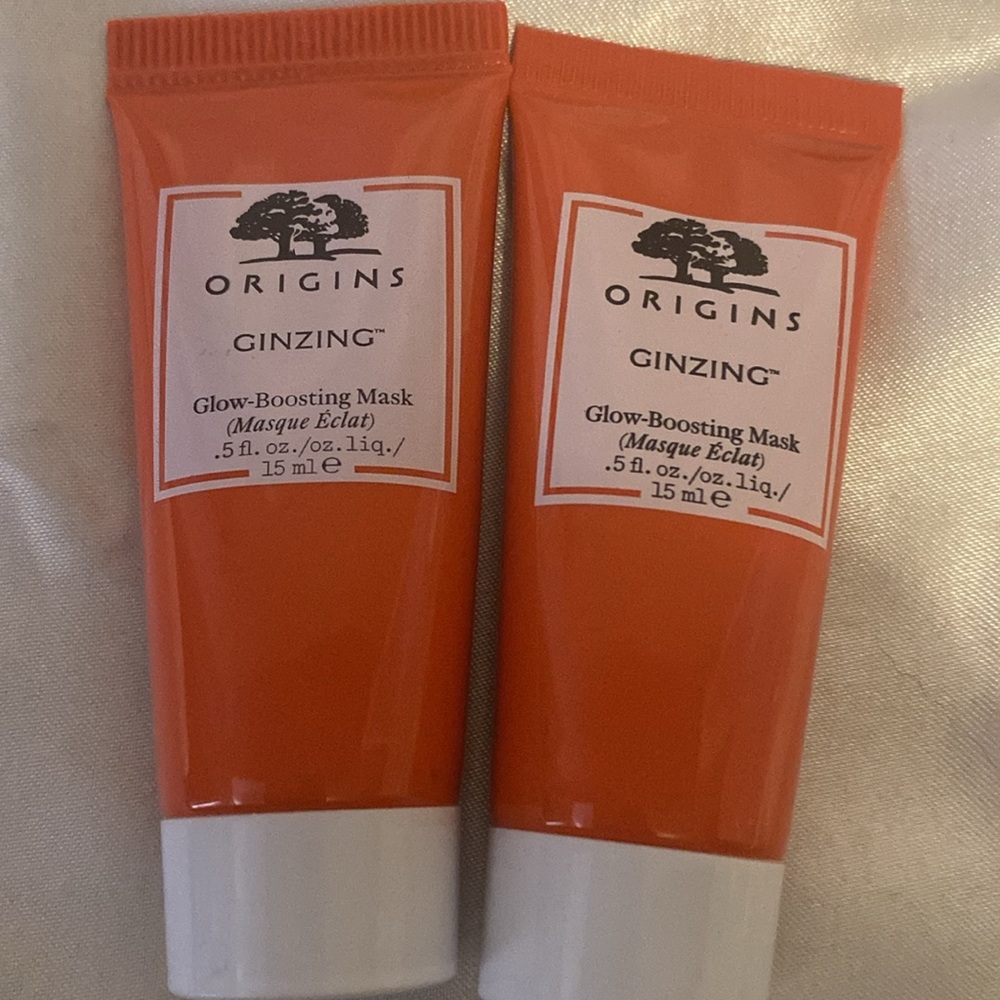 ORIGINS
GINZING™
Glow-Boosting Mask
(Masque Éclat)
.5 fl. oz./oz.liq./
15 ml e
ORIGINS
GINZING™
Glow-Boosting Mask
(Masque Éclat)
.5 fl. oz./oz.liq./
15 ml e